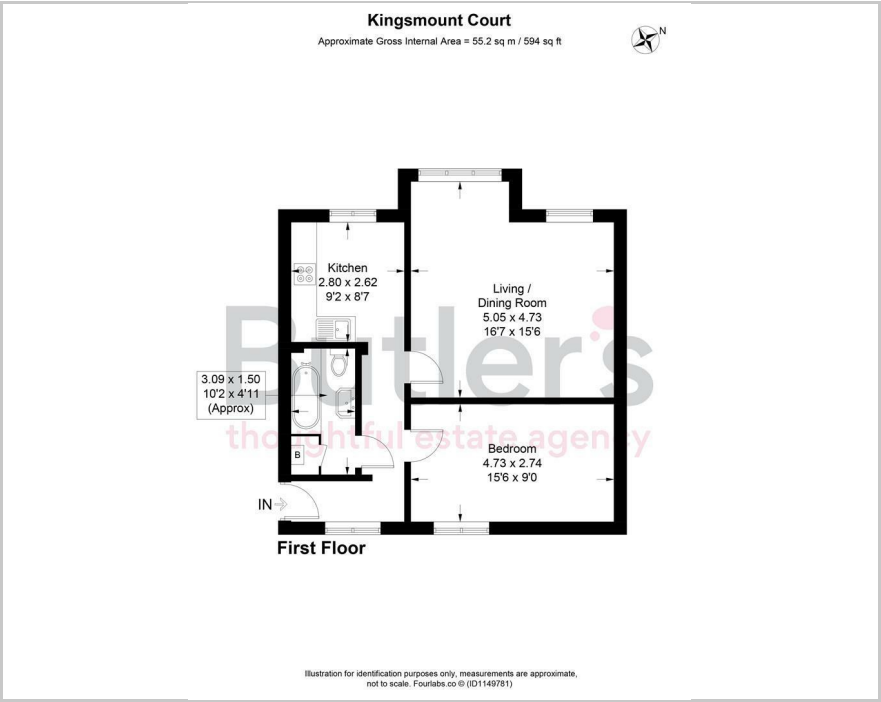 Kingsmount Court
Approximate Gross Internal Area = 55.2 sq m / 594 sq ft
N
Kitchen
2.80 x 2.62
9'2 x 8'7
Living /
Dining Room
5.05 x 4.73
16'7 x 15'6
Butler's
thoughtful estate agency
3.09 x 1.50
10'2 x 4'11
(Approx)
B
Bedroom
4.73 x 2.74
15'6 x 9'0
IN
First Floor
Illustration for identification purposes only, measurements are approximate,
not to scale. Fourlabs.co © (ID1149781)